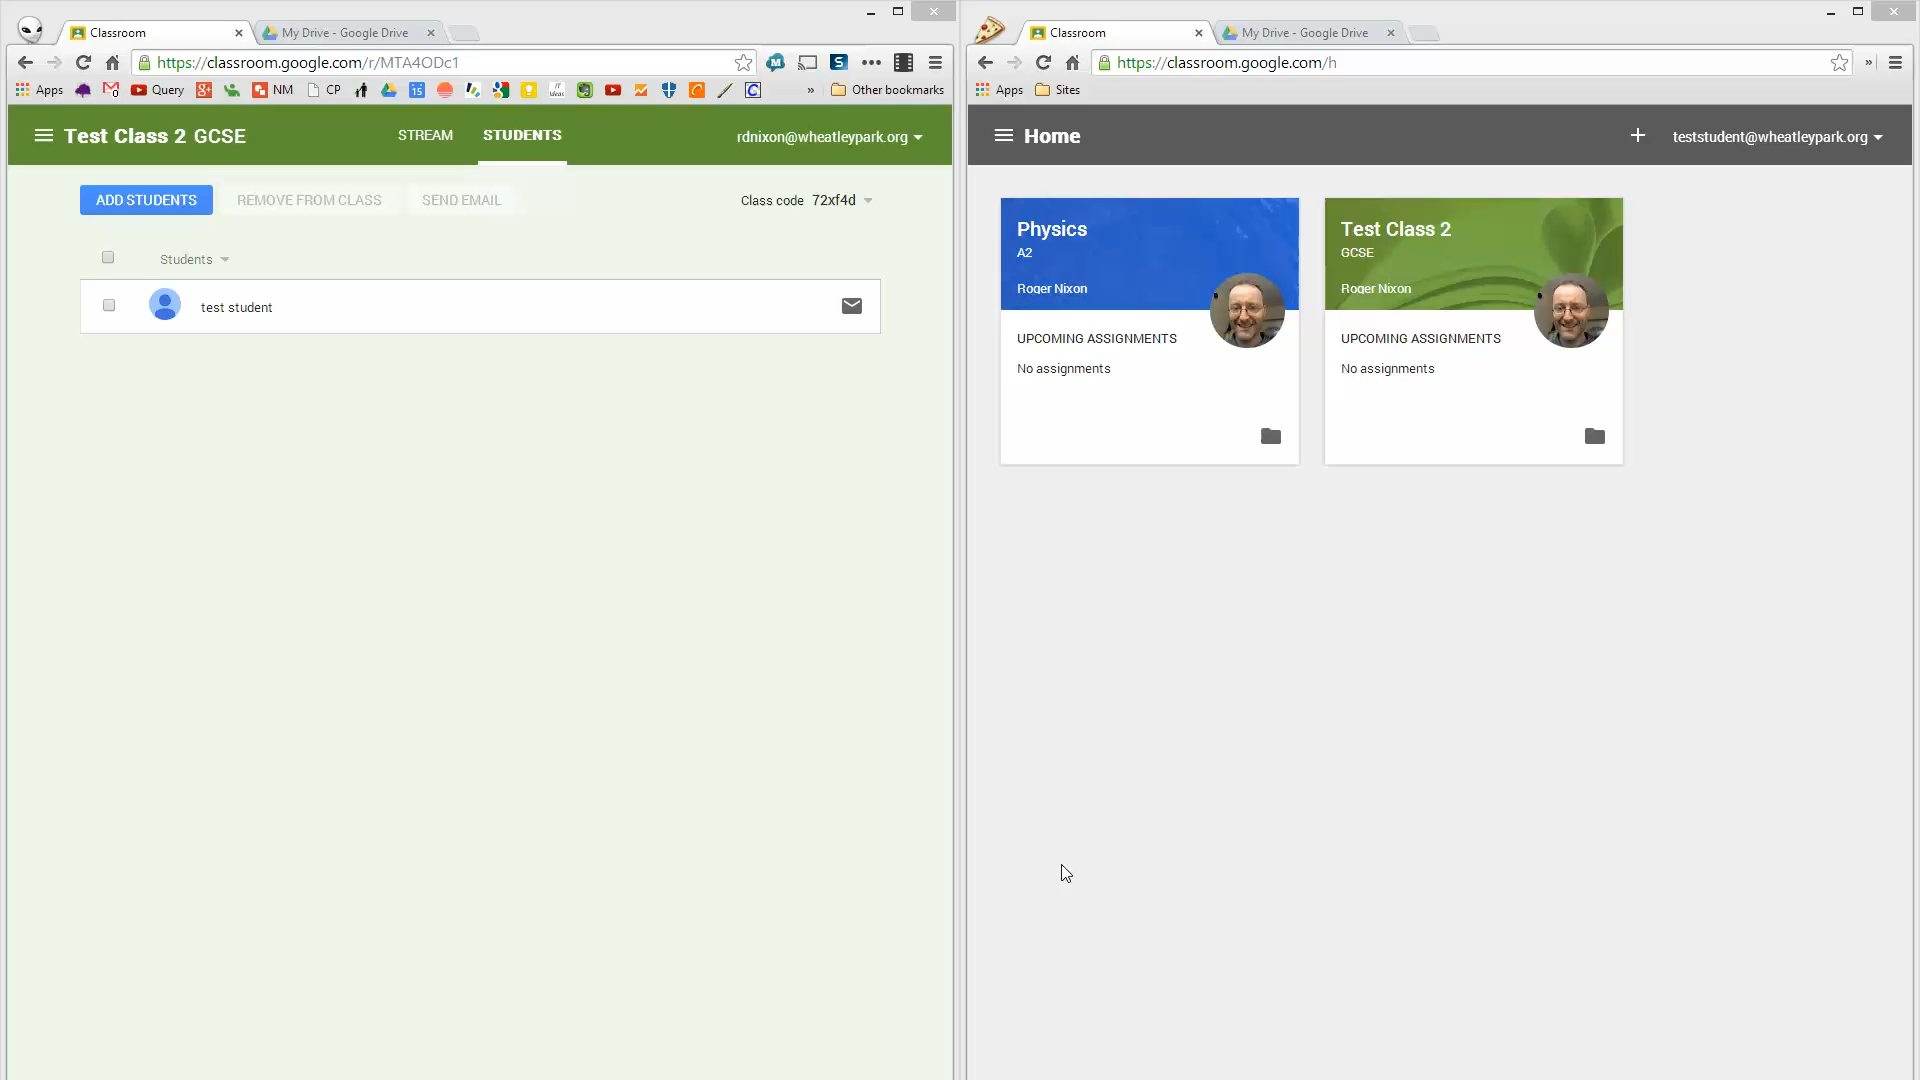 Classroom
My Drive - Google Drive
https://classroom.google.com/r/MTA4ODc1
Apps
Query
NM
CP
Other bookmarks
Test Class 2 GCSE
STREAM
STUDENTS
rdnixon@wheatleypark.org
ADD STUDENTS
REMOVE FROM CLASS
SEND EMAIL
Class code 72xf4d
Students
test student
Classroom
My Drive - Google Drive
https://classroom.google.com/h
Apps
Sites
Home
teststudent@wheatleypark.org
Physics
A2
Roger Nixon
UPCOMING ASSIGNMENTS
No assignments
Test Class 2
GCSE
Roger Nixon
UPCOMING ASSIGNMENTS
No assignments